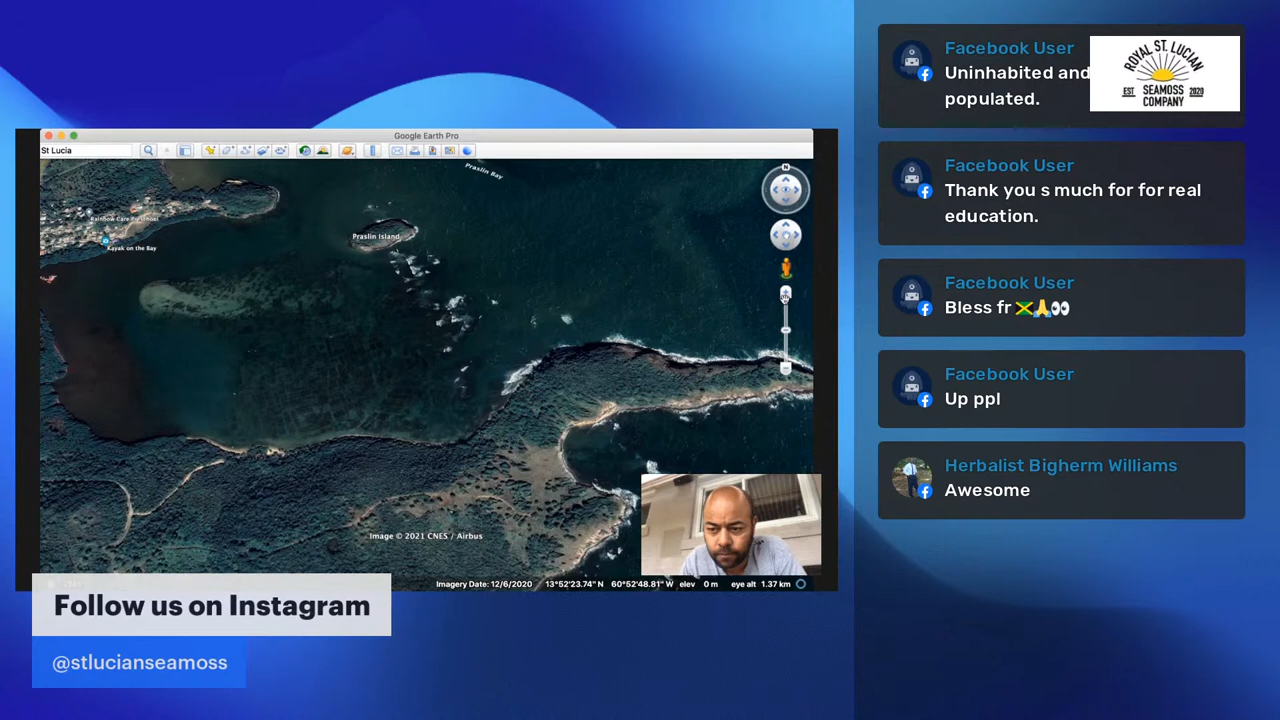 Google Earth Pro
St Lucia
Praslin Bay
Rainbow Care Preschool
Kayak on the Bay
Praslin Island
Image © 2021 CNES / Airbus
Imagery Date: 12/6/2020 13°52'23.74" N 60°52'48.81" W elev 0 m eye alt 1.37 km
Follow us on Instagram
@stlucianseamoss
Facebook User
Uninhabited and
populated.
ROYAL ST. LUCIAN
EST SEAMOSS 2020
COMPANY
Facebook User
Thank you s much for for real
education.
Facebook User
Bless fr 🇯🇲🙏👀
Facebook User
Up ppl
Herbalist Bigherm Williams
Awesome